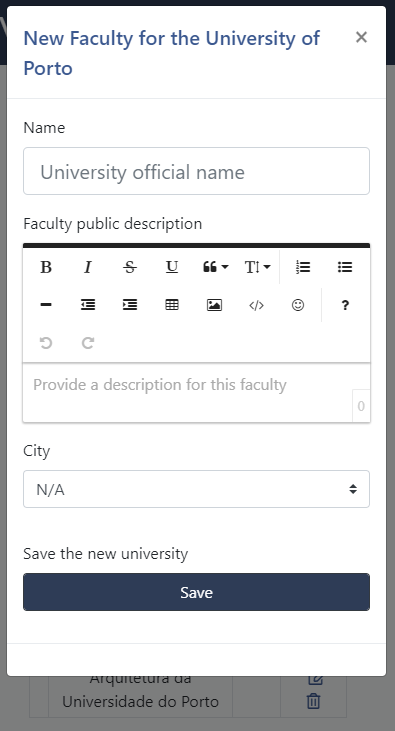 New Faculty for the University of
Porto
×
Name
University official name
Faculty public description
B I S U T
</> ?
Provide a description for this faculty
0
City
N/A
Save the new university
Save
Arquitetura da
Universidade do Porto